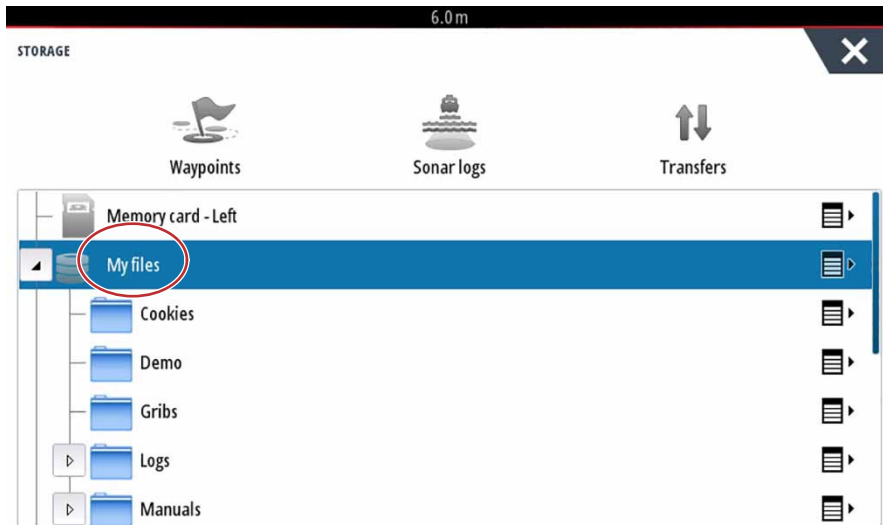 6.0 m
STORAGE
Waypoints Sonar logs Transfers
Memory card - Left
My files
Cookies
Demo
Gribs
Logs
Manuals